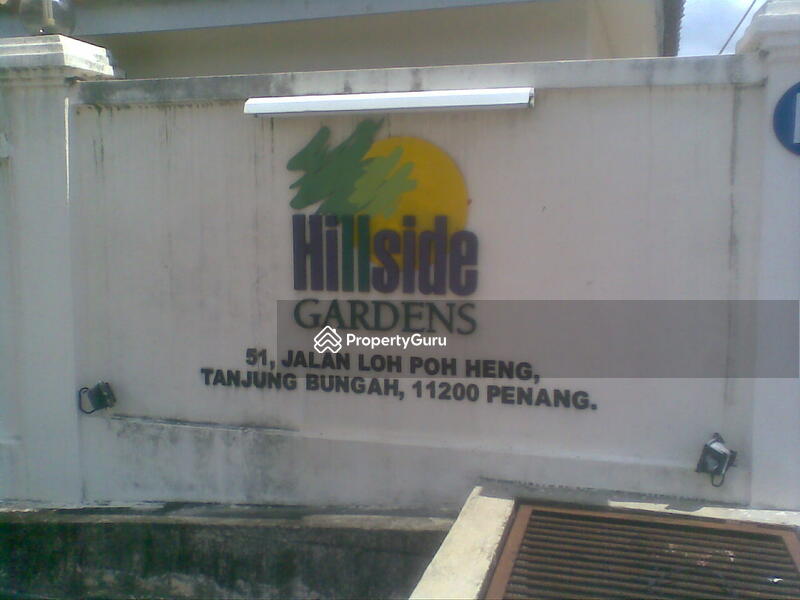 Hillside
GARDENS
PropertyGuru
51, JALAN LOH POH HENG,
TANJUNG BUNGAH, 11200 PENANG.